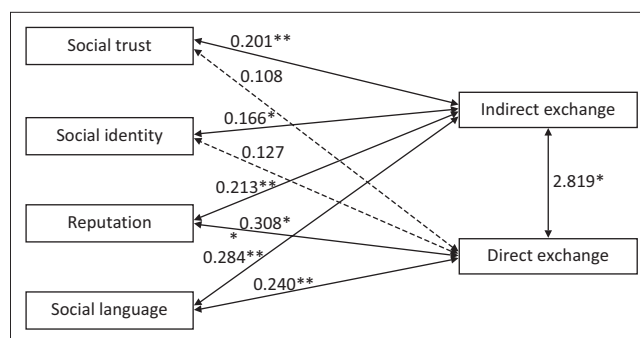 Social trust
0.201**
0.108
Indirect exchange
0.166*
Social identity
0.127
2.819*
0.213**
Reputation
0.308*
*
0.284**
Direct exchange
0.240**
Social language